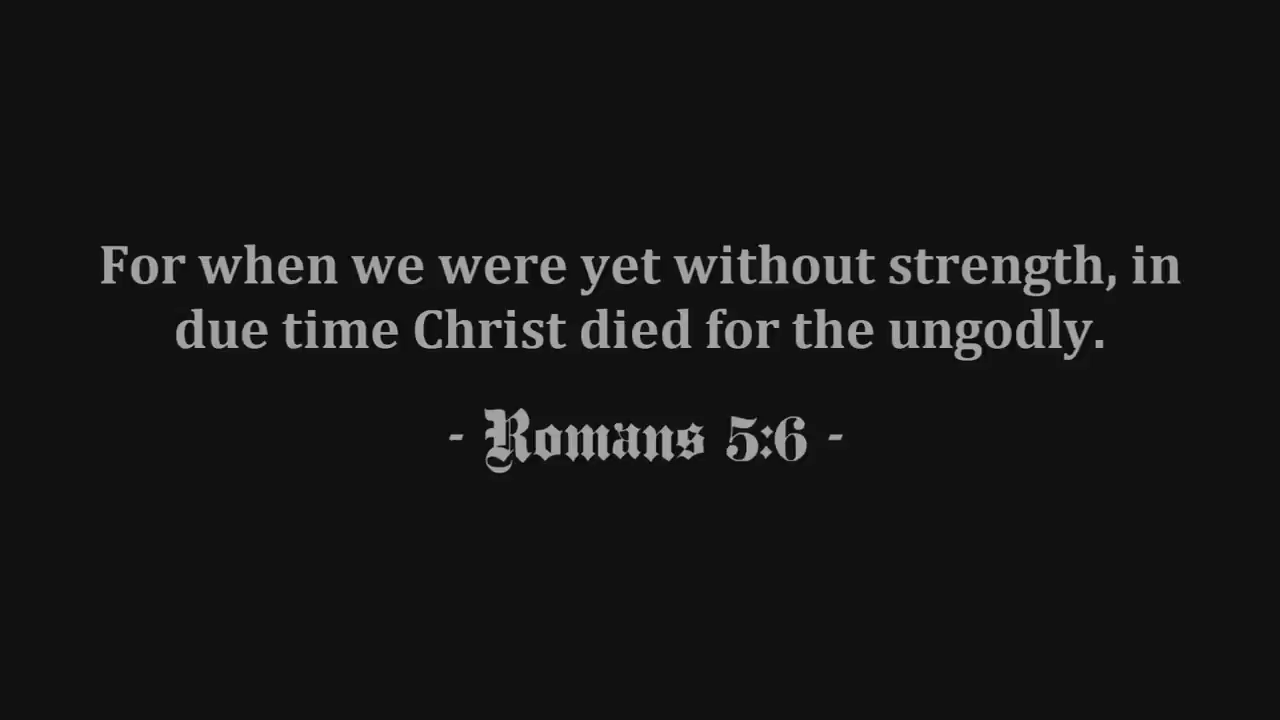 For when we were yet without strength, in
due time Christ died for the ungodly.
- Romans 5:6 -